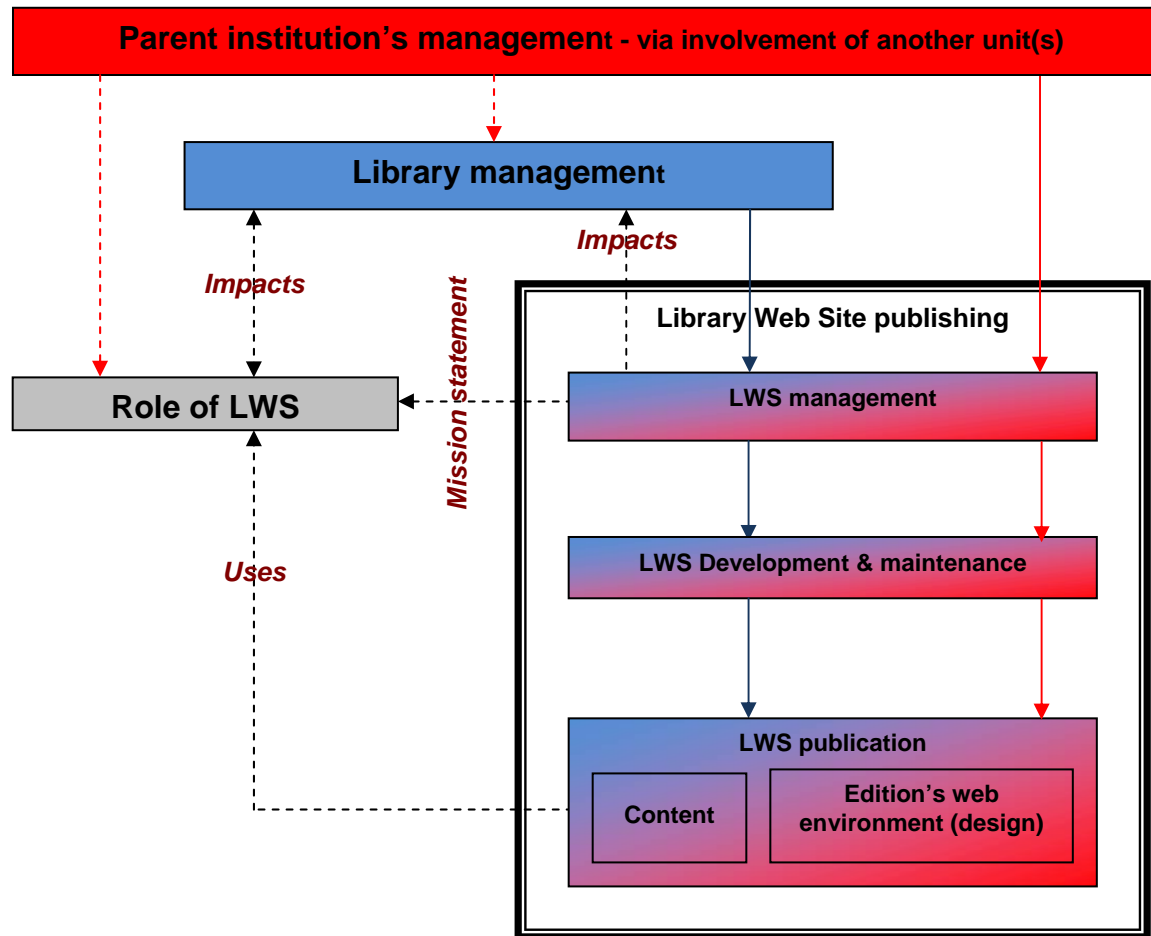 Parent institution’s management - via involvement of another unit(s)
Library management
Impacts
Impacts
Mission statement
Library Web Site publishing
Role of LWS
LWS management
LWS Development & maintenance
Uses
LWS publication
Content
Edition’s web
environment (design)